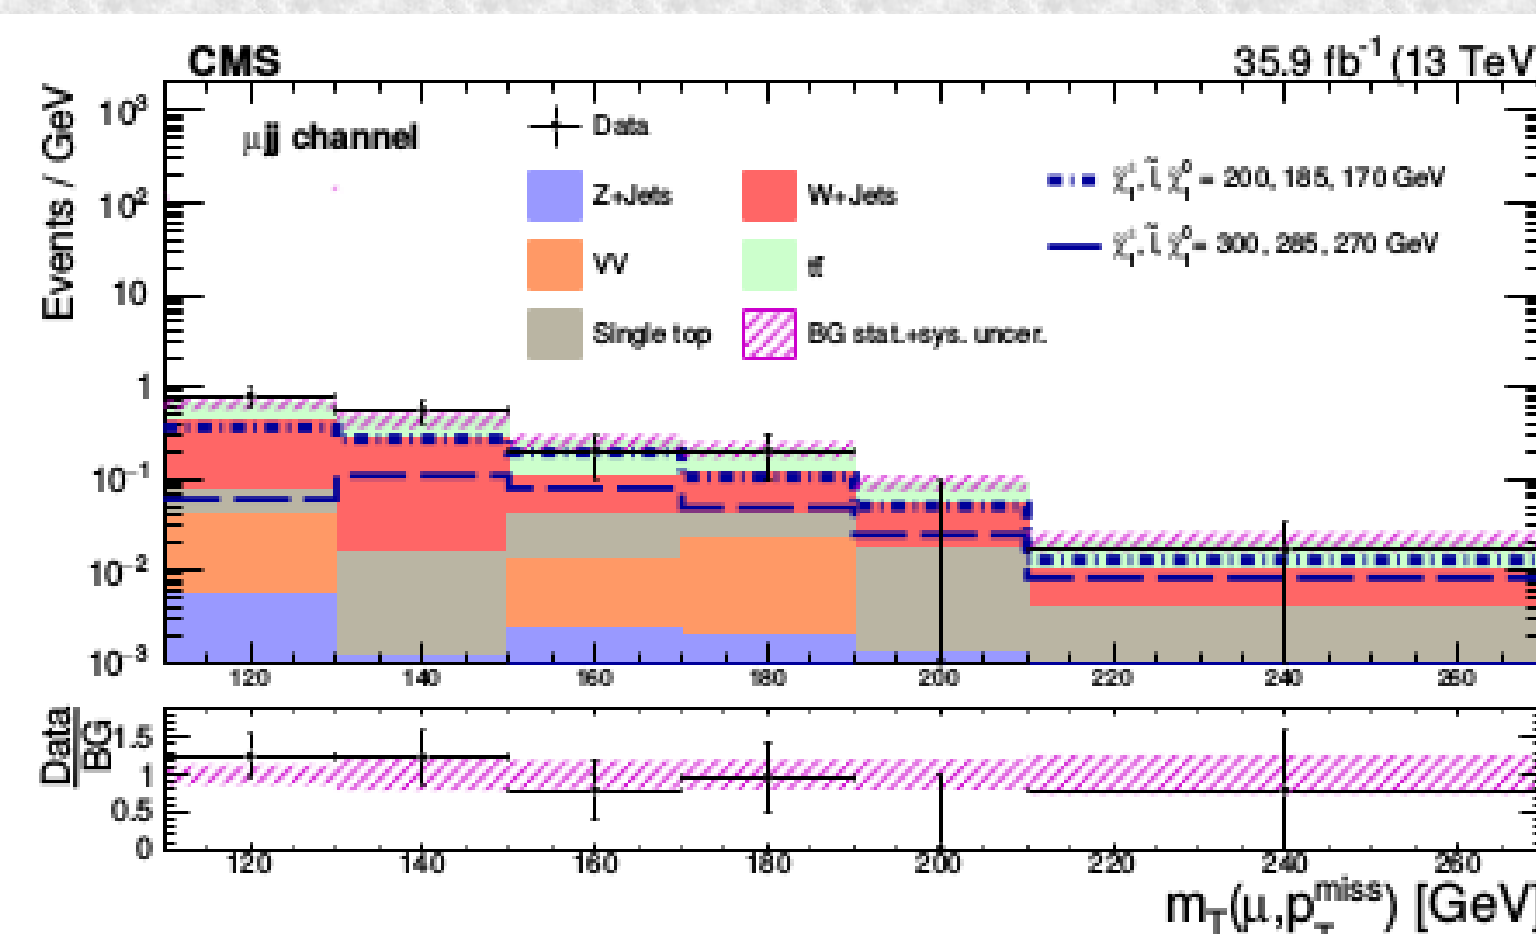 CMS
35.9 fb⁻¹ (13 TeV
Events / GeV
μjj channel
Data
Z+Jets
W+Jets
VV
tt̄
Single top
BG stat.+sys. uncer.
χ̃₁±, l̃ χ̃₁⁰ = 200, 185, 170 GeV
χ̃₁±, l̃ χ̃₁⁰ = 300, 285, 270 GeV
10³
10²
10
1
10⁻¹
10⁻²
10⁻³
120 140 160 180 200 220 240 260
Data
BG
1.5
1
0.5
0
120 140 160 180 200 220 240 260
m_T(μ,p_T^miss) [GeV]